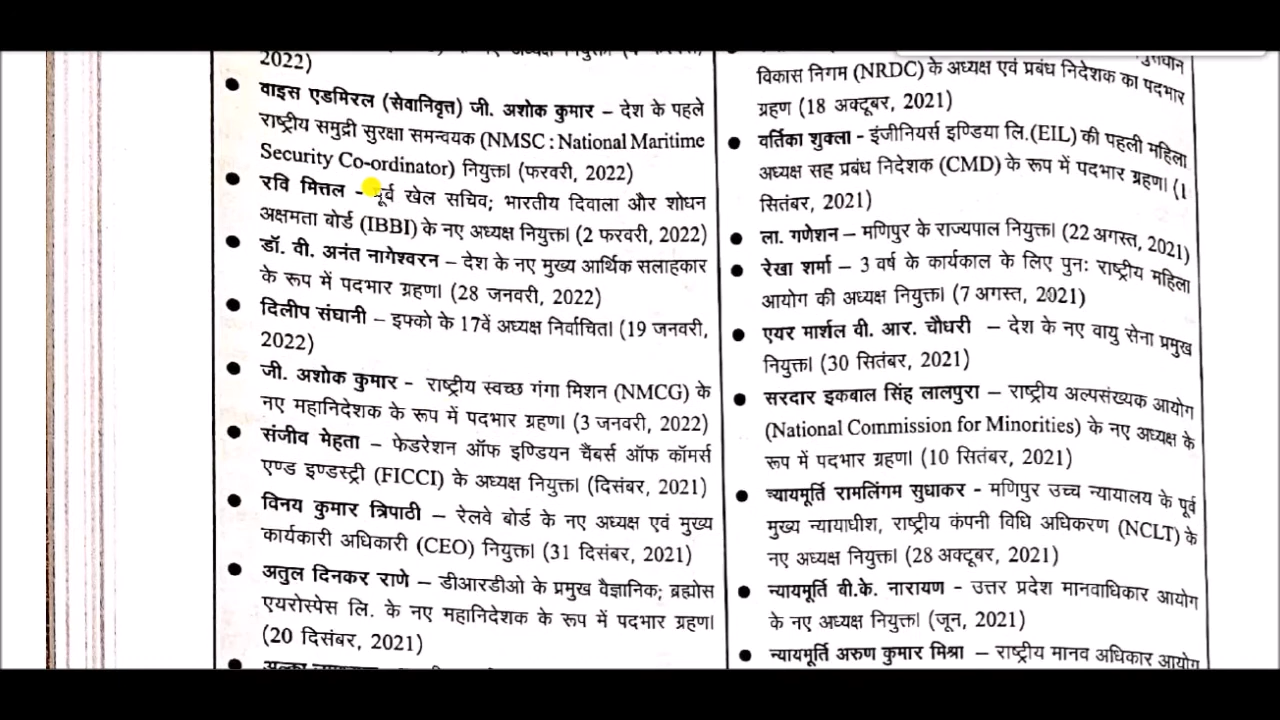 2022)
● वाइस एडमिरल (सेवानिवृत्त) जी. अशोक कुमार – देश के पहले
राष्ट्रीय समुद्री सुरक्षा समन्वयक (NMSC : National Maritime
Security Co-ordinator) नियुक्त। (फरवरी, 2022)
● रवि मित्तल - पूर्व खेल सचिव; भारतीय दिवाला और शोधन
अक्षमता बोर्ड (IBBI) के नए अध्यक्ष नियुक्त। (2 फरवरी, 2022)
● डॉ. वी. अनंत नागेश्वरन – देश के नए मुख्य आर्थिक सलाहकार
के रूप में पदभार ग्रहण। (28 जनवरी, 2022)
● दिलीप संघानी – इफ्को के 17वें अध्यक्ष निर्वाचित। (19 जनवरी,
2022)
● जी. अशोक कुमार - राष्ट्रीय स्वच्छ गंगा मिशन (NMCG) के
नए महानिदेशक के रूप में पदभार ग्रहण। (3 जनवरी, 2022)
● संजीव मेहता – फेडरेशन ऑफ इण्डियन चैंबर्स ऑफ कॉमर्स
एण्ड इण्डस्ट्री (FICCI) के अध्यक्ष नियुक्त। (दिसंबर, 2021)
● विनय कुमार त्रिपाठी – रेलवे बोर्ड के नए अध्यक्ष एवं मुख्य
कार्यकारी अधिकारी (CEO) नियुक्त। (31 दिसंबर, 2021)
● अतुल दिनकर राणे – डीआरडीओ के प्रमुख वैज्ञानिक; ब्रह्मोस
एयरोस्पेस लि. के नए महानिदेशक के रूप में पदभार ग्रहण।
(20 दिसंबर, 2021)
विकास निगम (NRDC) के अध्यक्ष एवं प्रबंध निदेशक का पदभार
ग्रहण (18 अक्टूबर, 2021)
● वर्तिका शुक्ला - इंजीनियर्स इण्डिया लि.(EIL) की पहली महिला
अध्यक्ष सह प्रबंध निदेशक (CMD) के रूप में पदभार ग्रहण। (1
सितंबर, 2021)
● ला. गणेशन – मणिपुर के राज्यपाल नियुक्त। (22 अगस्त, 2021)
● रेखा शर्मा – 3 वर्ष के कार्यकाल के लिए पुनः राष्ट्रीय महिला
आयोग की अध्यक्ष नियुक्त। (7 अगस्त, 2021)
● एयर मार्शल वी. आर. चौधरी – देश के नए वायु सेना प्रमुख
नियुक्त। (30 सितंबर, 2021)
● सरदार इकबाल सिंह लालपुरा – राष्ट्रीय अल्पसंख्यक आयोग
(National Commission for Minorities) के नए अध्यक्ष के
रूप में पदभार ग्रहण। (10 सितंबर, 2021)
● न्यायमूर्ति रामलिंगम सुधाकर - मणिपुर उच्च न्यायालय के पूर्व
मुख्य न्यायाधीश, राष्ट्रीय कंपनी विधि अधिकरण (NCLT) के
नए अध्यक्ष नियुक्त। (28 अक्टूबर, 2021)
● न्यायमूर्ति बी.के. नारायण - उत्तर प्रदेश मानवाधिकार आयोग
के नए अध्यक्ष नियुक्त। (जून, 2021)
● न्यायमूर्ति अरुण कुमार मिश्रा – राष्ट्रीय मानव अधिकार आयोग